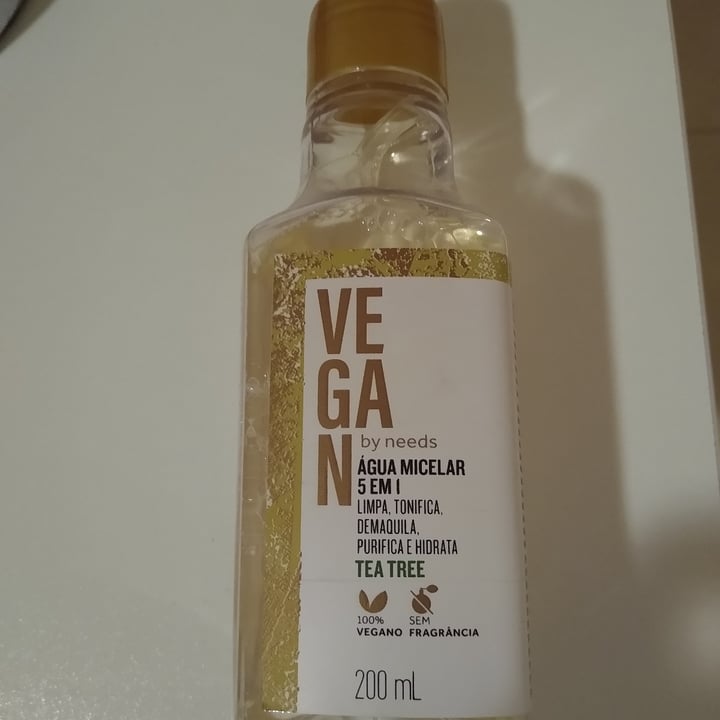 VE
GA
N
by needs
ÁGUA MICELAR
5 EM 1
LIMPA, TONIFICA,
DEMAQUILA,
PURIFICA E HIDRATA
TEA TREE
100%
VEGANO
SEM
FRAGRÂNCIA
200 mL